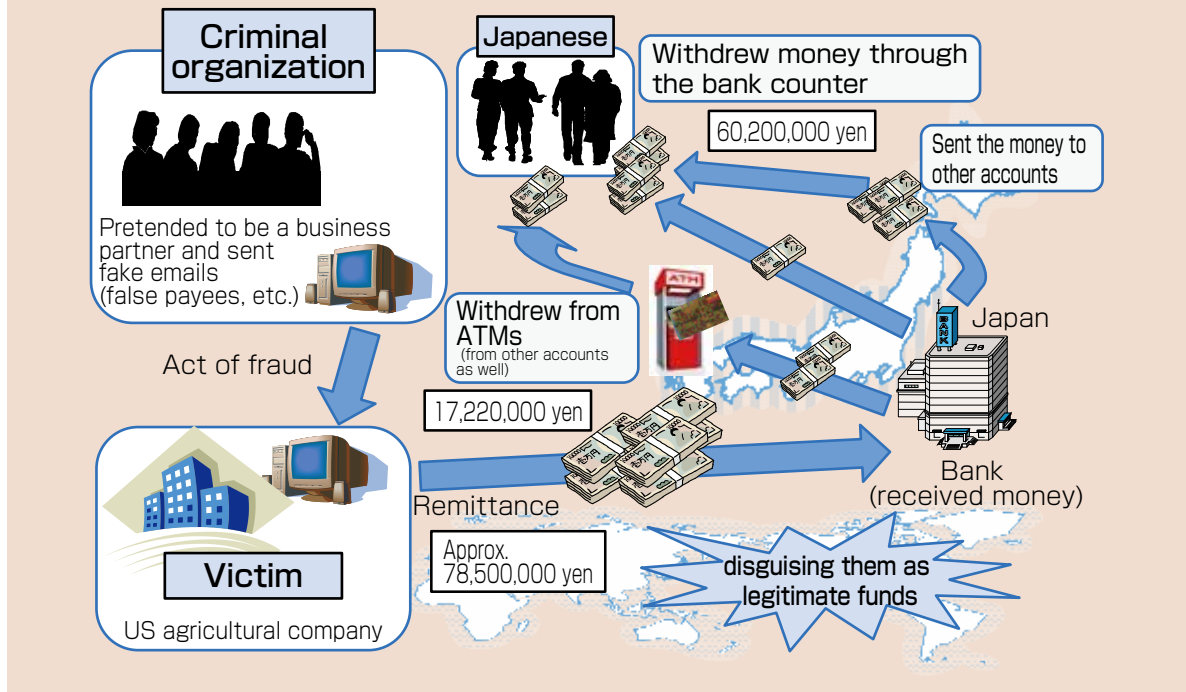 Criminal
organization
Pretended to be a business
partner and sent
fake emails
(false payees, etc.)
Japanese
Withdrew money through
the bank counter
60,200,000 yen
Sent the money to
other accounts
ATM
Withdrew from
ATMs
(from other accounts
as well)
17,220,000 yen
Act of fraud
Japan
BANK
Bank
(received money)
Remittance
Approx.
78,500,000 yen
disguising them as
legitimate funds
Victim
US agricultural company